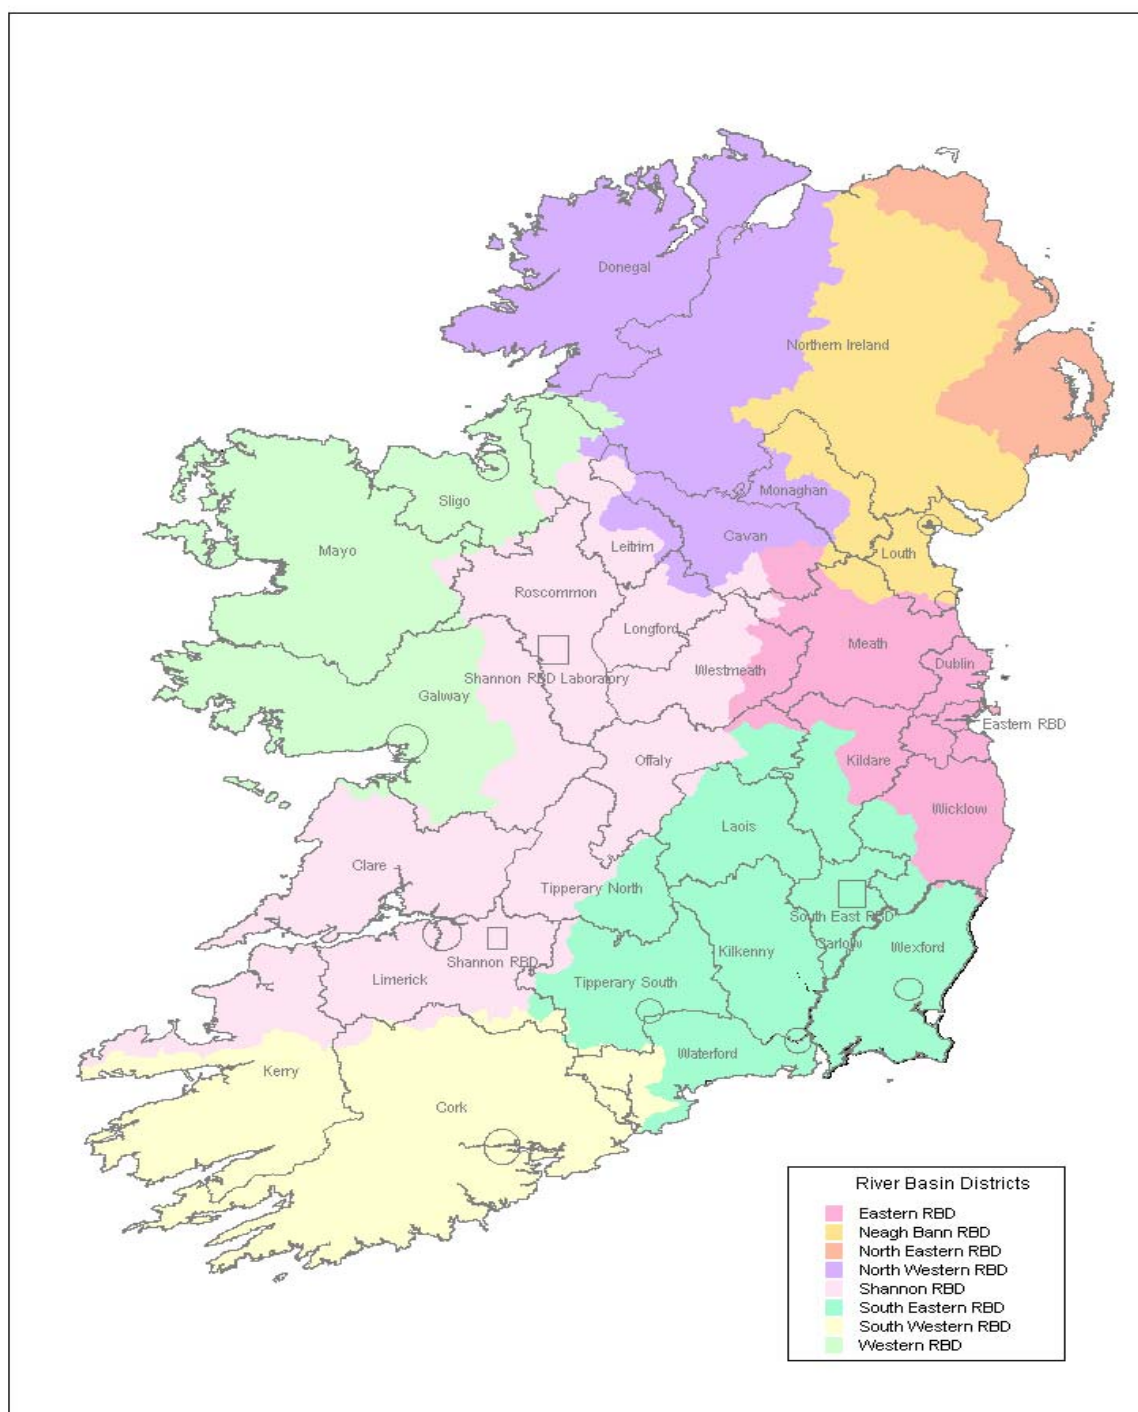 Donegal
Northern Ireland
Monaghan
Sligo
Cavan
Mayo
Leitrim
Louth
Roscommon
Longford
Meath
Dublin
Westmeath
Shannon RBD Laboratory
Galway
Eastern RBD
Offaly
Kildare
Wicklow
Laois
Clare
Tipperary North
South East RBD
Carlow
Wexford
Kilkenny
Shannon RBD
Limerick
Tipperary South
Waterford
Kerry
Cork
River Basin Districts
Eastern RBD
Neagh Bann RBD
North Eastern RBD
North Western RBD
Shannon RBD
South Eastern RBD
South Western RBD
Western RBD